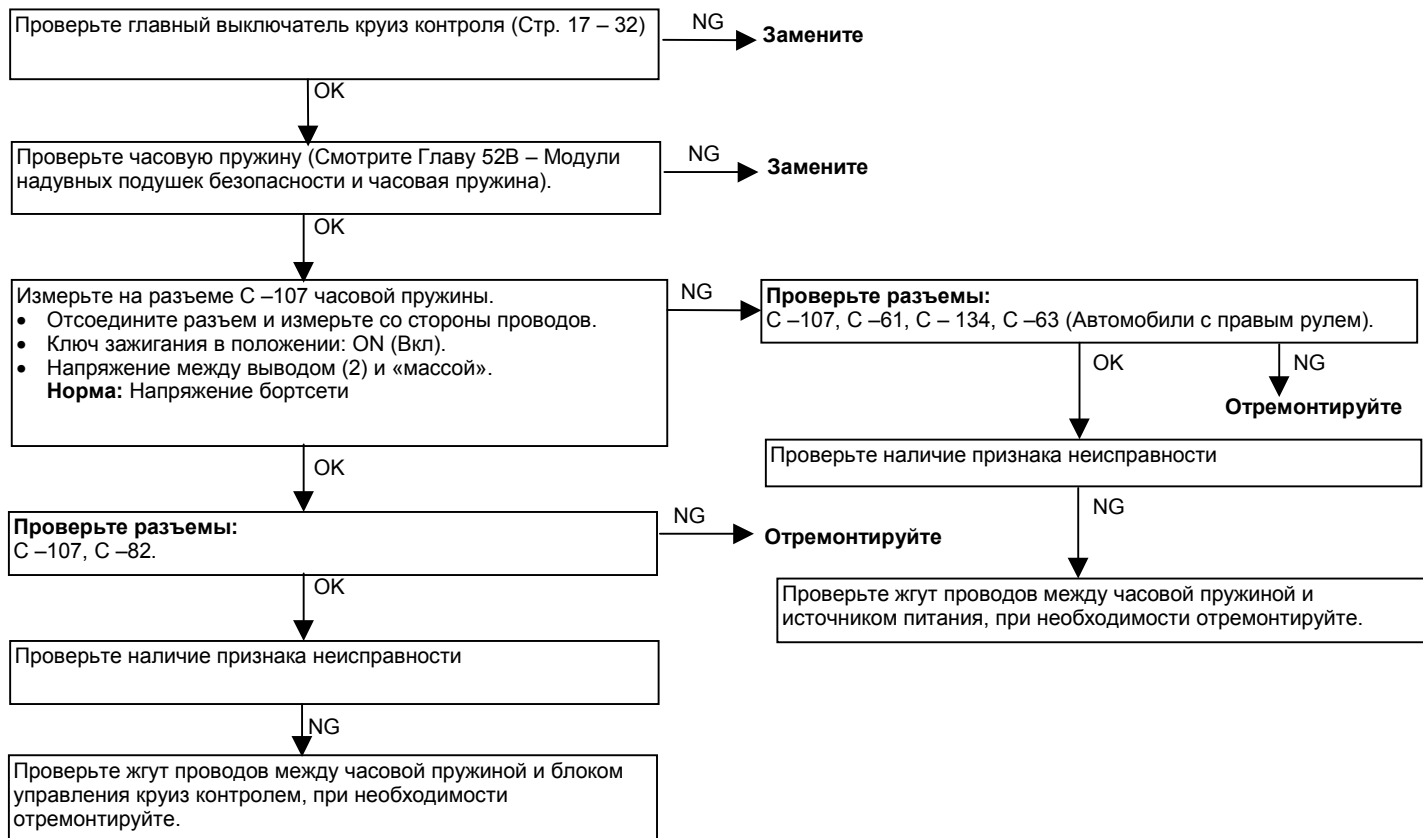 Проверьте главный выключатель круиз контроля (Стр. 17 – 32)
NG
Замените
OK
Проверьте часовую пружину (Смотрите Главу 52В – Модули
надувных подушек безопасности и часовая пружина).
NG
Замените
OK
Измерьте на разъеме С –107 часовой пружины.
• Отсоедините разъем и измерьте со стороны проводов.
• Ключ зажигания в положении: ON (Вкл).
• Напряжение между выводом (2) и «массой».
Норма: Напряжение бортсети
NG
Проверьте разъемы:
С –107, С –61, С – 134, С –63 (Автомобили с правым рулем).
OK
NG
Отремонтируйте
Проверьте наличие признака неисправности
NG
Проверьте жгут проводов между часовой пружиной и
источником питания, при необходимости отремонтируйте.
OK
Проверьте разъемы:
С –107, С –82.
NG
Отремонтируйте
OK
Проверьте наличие признака неисправности
NG
Проверьте жгут проводов между часовой пружиной и блоком
управления круиз контролем, при необходимости
отремонтируйте.